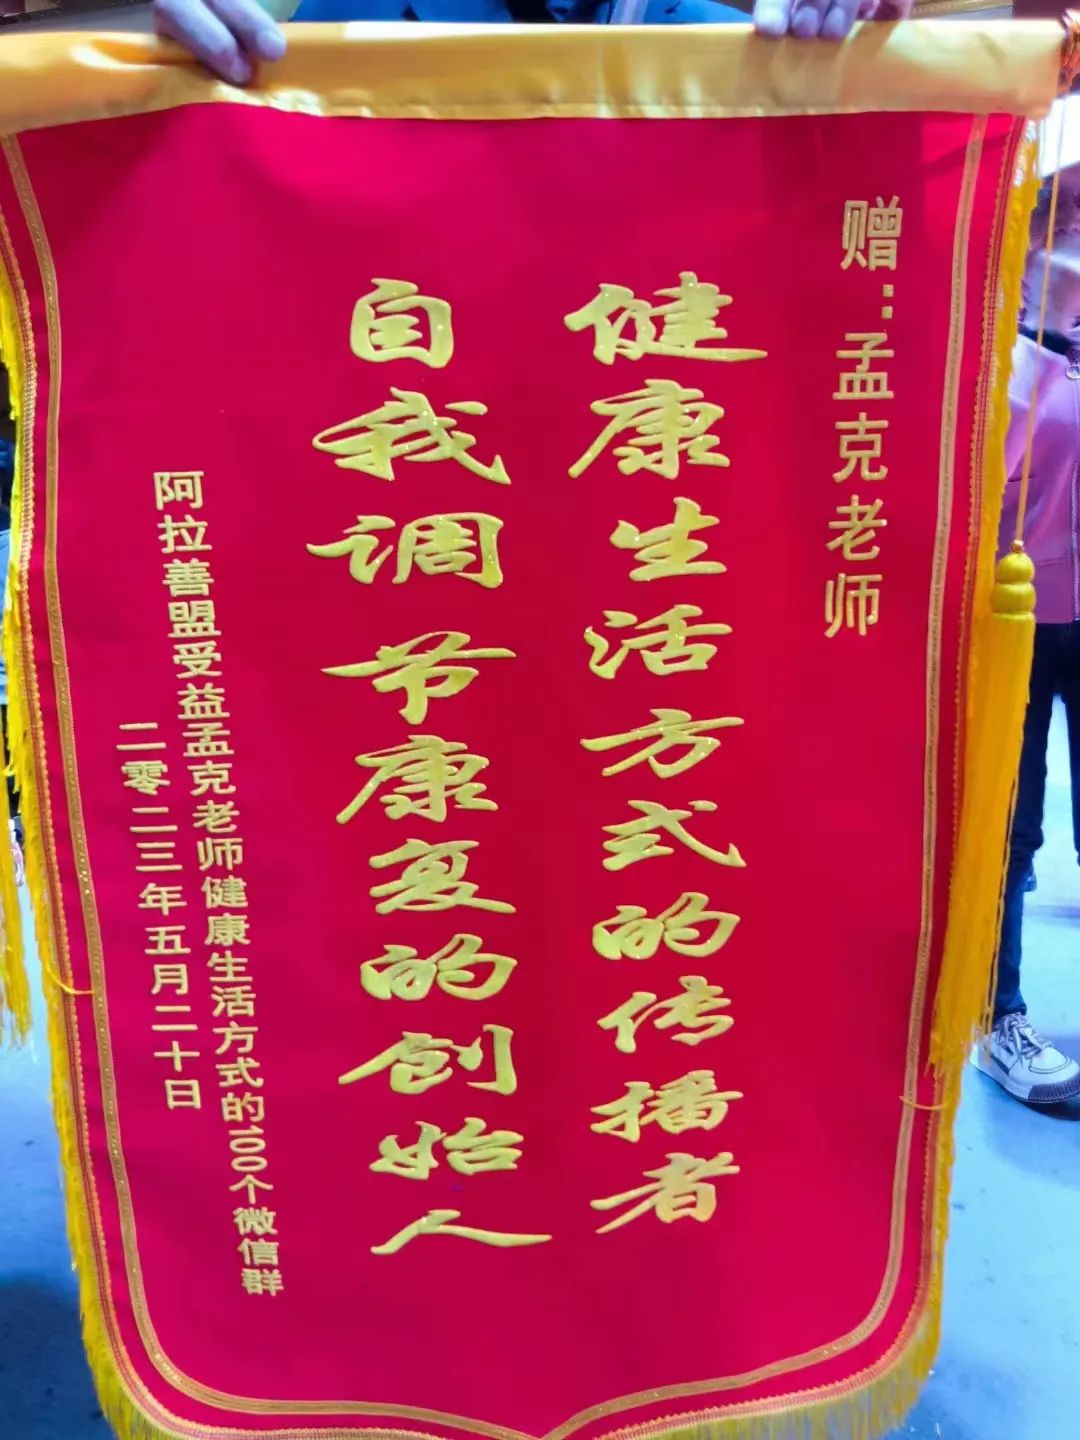 赠：孟克老师
健康生活方式的传播者
自我调节康复的创始人
阿拉善盟受益孟克老师健康生活方式的100个微信群
二零二三年五月二十日